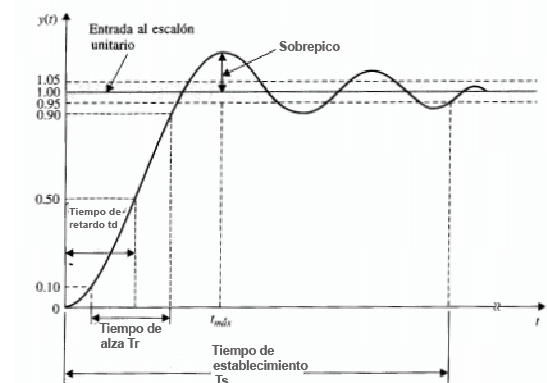 y(t)
Entrada al escalón
unitario
Sobrepico
1.05
1.00
0.95
0.90
0.50
Tiempo de
retardo td
0.10
0
Tiempo de
alza Tr
tmáx
t
Tiempo de
establecimiento
Ts